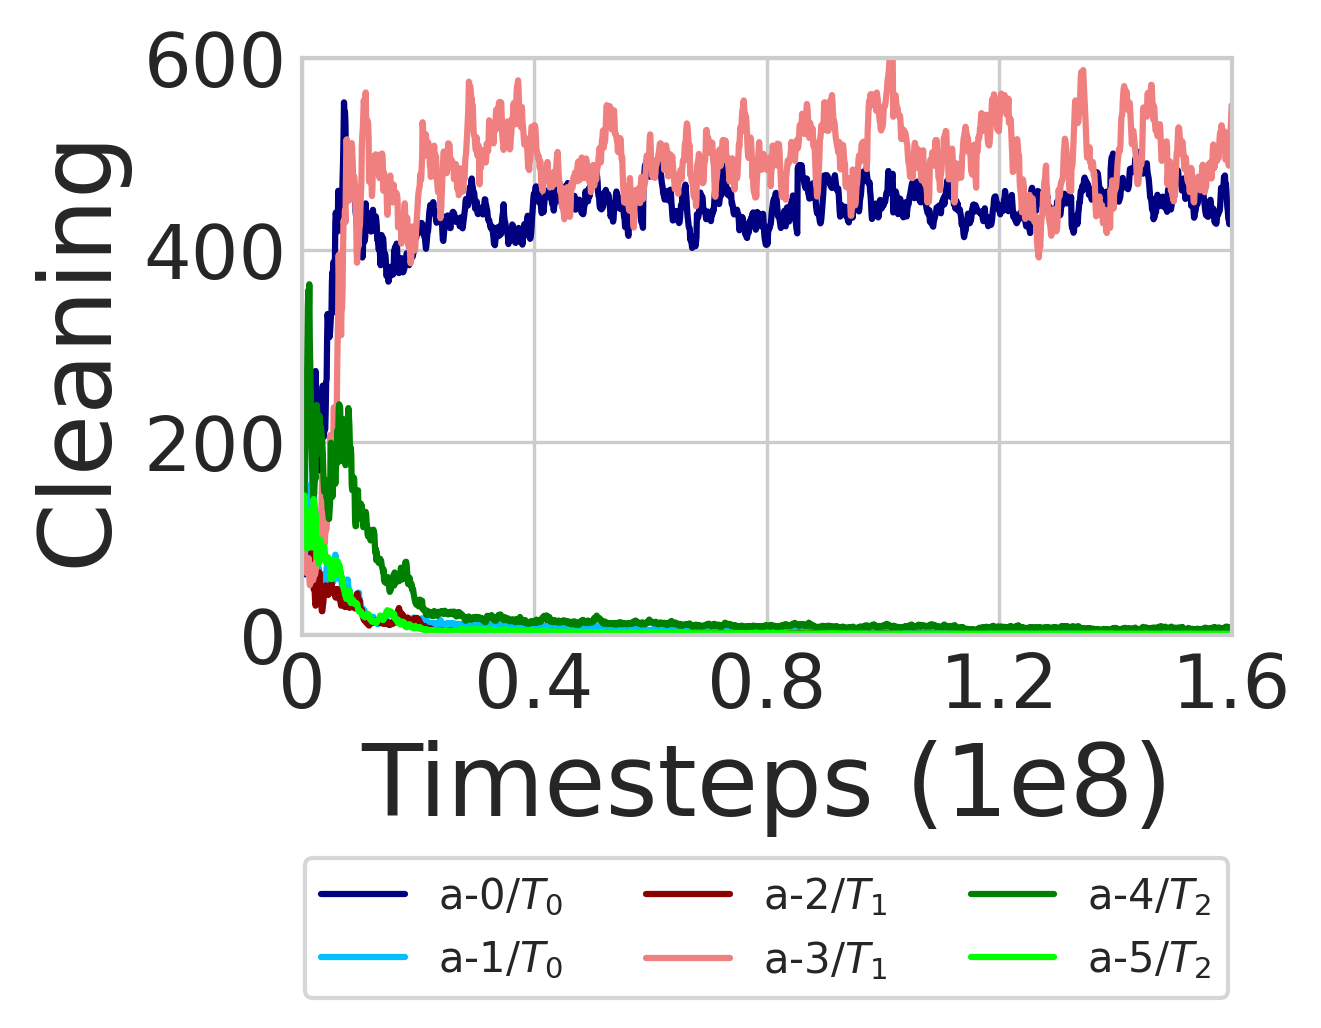 600
400
200
0
Cleaning
0 0.4 0.8 1.2 1.6
Timesteps (1e8)
a-0/T₀ a-2/T₁ a-4/T₂
a-1/T₀ a-3/T₁ a-5/T₂